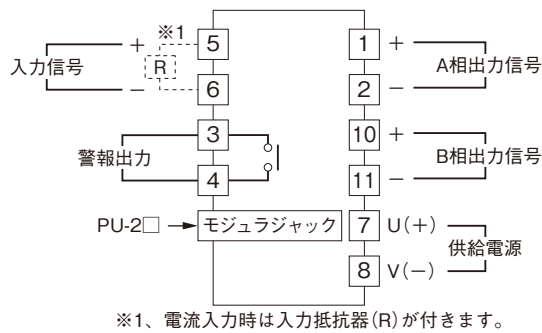 ※1
入力信号
+
R
−
5
6
1 +
2 −
A相出力信号
警報出力
3
4
10 +
11 −
B相出力信号
PU-2□
モジュラジャック
7 U(+)
8 V(−)
供給電源
※1、電流入力時は入力抵抗器(R)が付きます。